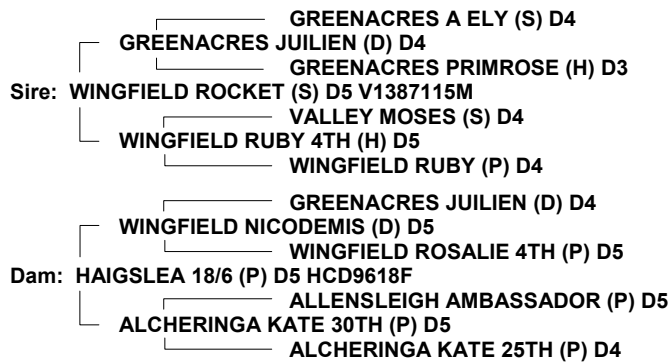 GREENACRES A ELY (S) D4
GREENACRES JUILIEN (D) D4
GREENACRES PRIMROSE (H) D3
Sire: WINGFIELD ROCKET (S) D5 V1387115M
VALLEY MOSES (S) D4
WINGFIELD RUBY 4TH (H) D5
WINGFIELD RUBY (P) D4
GREENACRES JUILIEN (D) D4
WINGFIELD NICODEMIS (D) D5
WINGFIELD ROSALIE 4TH (P) D5
Dam: HAIGSLEA 18/6 (P) D5 HCD9618F
ALLENSLEIGH AMBASSADOR (P) D5
ALCHERINGA KATE 30TH (P) D5
ALCHERINGA KATE 25TH (P) D4